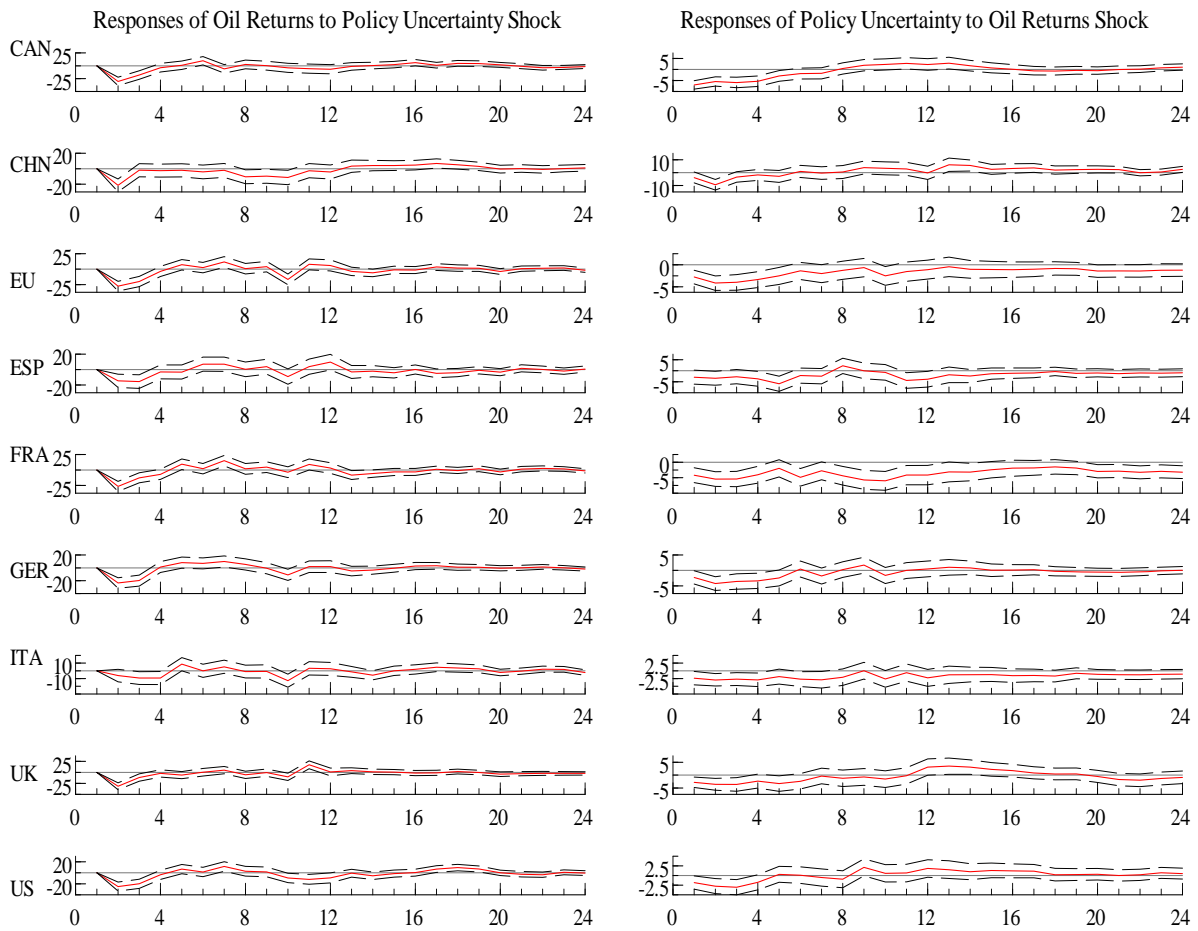 Responses of Oil Returns to Policy Uncertainty Shock
Responses of Policy Uncertainty to Oil Returns Shock
CAN
25
-25
0 4 8 12 16 20 24
5
-5
0 4 8 12 16 20 24
CHN
20
-20
0 4 8 12 16 20 24
10
-10
0 4 8 12 16 20 24
EU
25
-25
0 4 8 12 16 20 24
0
-5
0 4 8 12 16 20 24
ESP
20
-20
0 4 8 12 16 20 24
5
-5
0 4 8 12 16 20 24
FRA
25
-25
0 4 8 12 16 20 24
0
-5
0 4 8 12 16 20 24
GER
20
-20
0 4 8 12 16 20 24
5
-5
0 4 8 12 16 20 24
ITA
10
-10
0 4 8 12 16 20 24
2.5
-2.5
0 4 8 12 16 20 24
UK
25
-25
0 4 8 12 16 20 24
5
-5
0 4 8 12 16 20 24
US
20
-20
0 4 8 12 16 20 24
2.5
-2.5
0 4 8 12 16 20 24